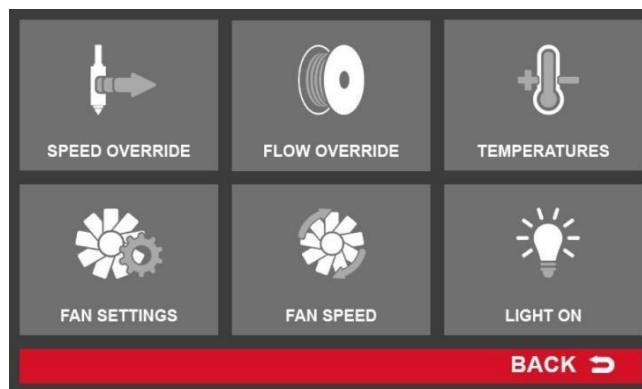 SPEED OVERRIDE
FLOW OVERRIDE
TEMPERATURES
FAN SETTINGS
FAN SPEED
LIGHT ON
BACK